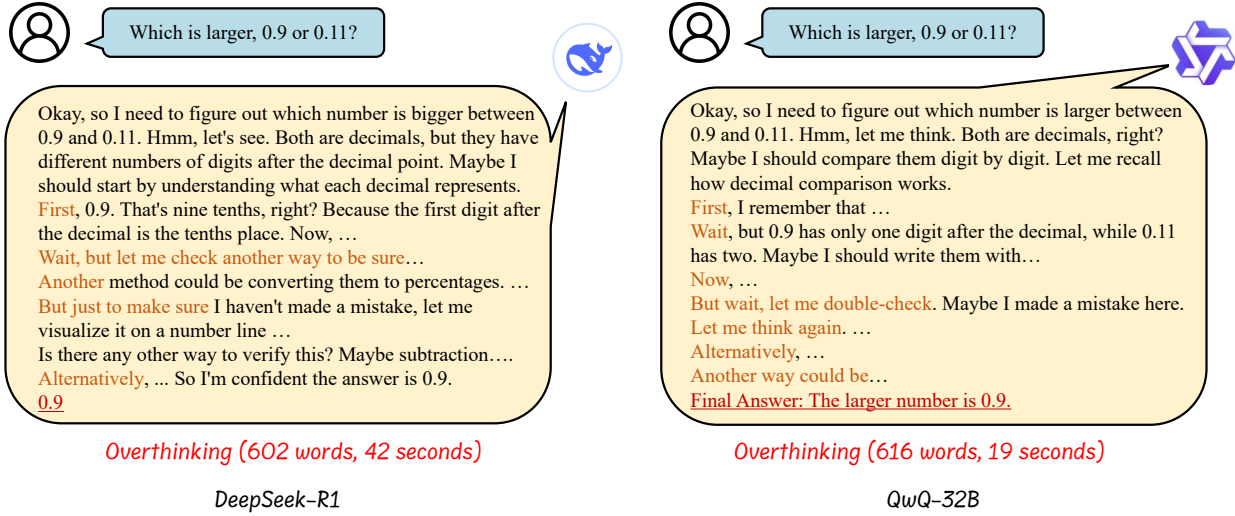 Which is larger, 0.9 or 0.11?
Okay, so I need to figure out which number is bigger between
0.9 and 0.11. Hmm, let's see. Both are decimals, but they have
different numbers of digits after the decimal point. Maybe I
should start by understanding what each decimal represents.
First, 0.9. That's nine tenths, right? Because the first digit after
the decimal is the tenths place. Now, …
Wait, but let me check another way to be sure…
Another method could be converting them to percentages. …
But just to make sure I haven't made a mistake, let me
visualize it on a number line …
Is there any other way to verify this? Maybe subtraction….
Alternatively, ... So I'm confident the answer is 0.9.
0.9
Overthinking (602 words, 42 seconds)
DeepSeek-R1
Which is larger, 0.9 or 0.11?
Okay, so I need to figure out which number is larger between
0.9 and 0.11. Hmm, let me think. Both are decimals, right?
Maybe I should compare them digit by digit. Let me recall
how decimal comparison works.
First, I remember that …
Wait, but 0.9 has only one digit after the decimal, while 0.11
has two. Maybe I should write them with…
Now, …
But wait, let me double-check. Maybe I made a mistake here.
Let me think again. …
Alternatively, …
Another way could be…
Final Answer: The larger number is 0.9.
Overthinking (616 words, 19 seconds)
QwQ-32B